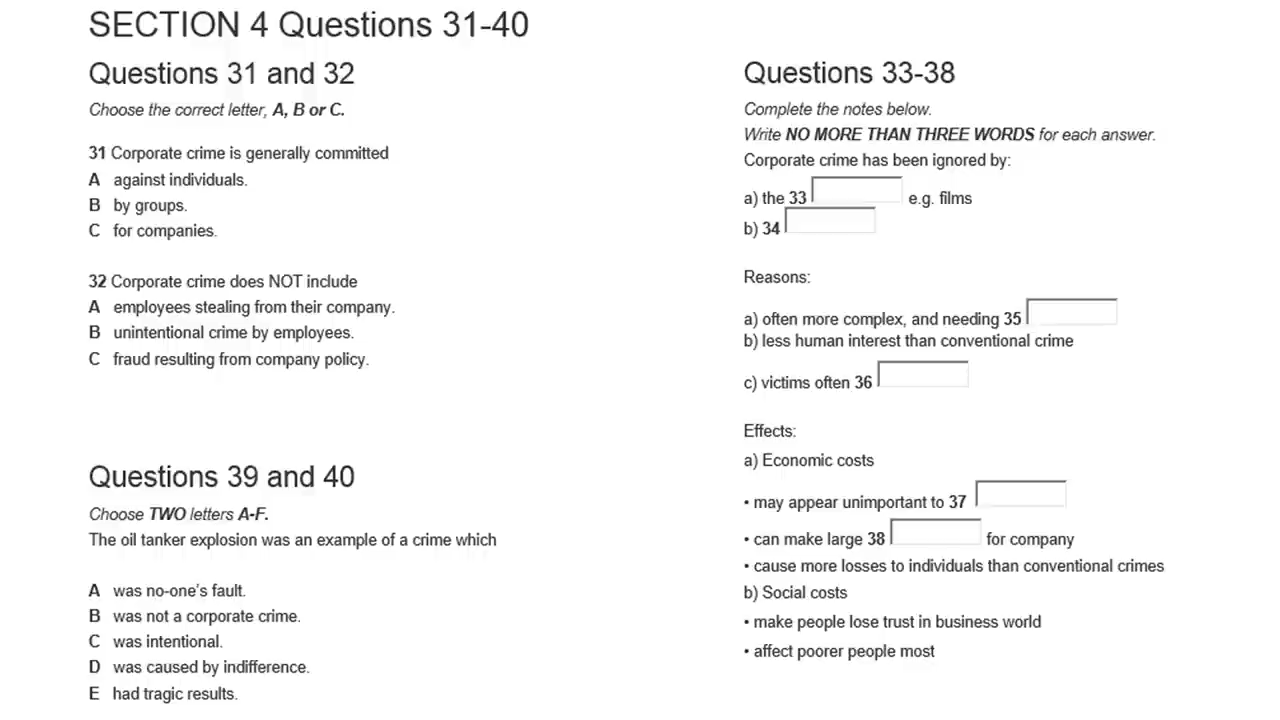 SECTION 4 Questions 31-40
Questions 31 and 32
Choose the correct letter, A, B or C.
31 Corporate crime is generally committed
A against individuals.
B by groups.
C for companies.
32 Corporate crime does NOT include
A employees stealing from their company.
B unintentional crime by employees.
C fraud resulting from company policy.
Questions 33-38
Complete the notes below.
Write NO MORE THAN THREE WORDS for each answer.
Corporate crime has been ignored by:
a) the 33 e.g. films
b) 34
Reasons:
a) often more complex, and needing 35
b) less human interest than conventional crime
c) victims often 36
Effects:
a) Economic costs
• may appear unimportant to 37
• can make large 38 for company
• cause more losses to individuals than conventional crimes
b) Social costs
• make people lose trust in business world
• affect poorer people most
Questions 39 and 40
Choose TWO letters A-F.
The oil tanker explosion was an example of a crime which
A was no-one's fault.
B was not a corporate crime.
C was intentional.
D was caused by indifference.
E had tragic results.